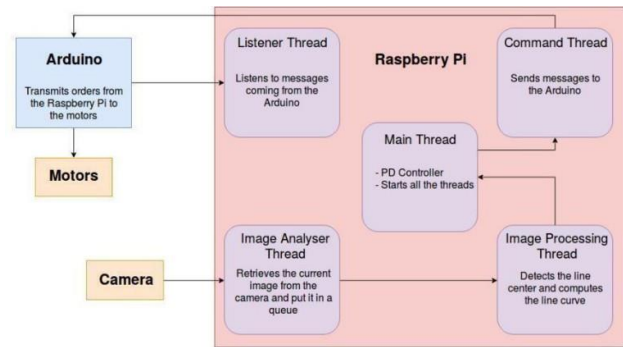 Arduino
Transmits orders from
the Raspberry Pi to
the motors
Motors
Camera
Raspberry Pi
Listener Thread
Listens to messages
coming from the
Arduino
Command Thread
Sends messages to
the Arduino
Main Thread
- PD Controller
- Starts all the threads
Image Analyser
Thread
Retrieves the current
image from the
camera and put it in a
queue
Image Processing
Thread
Detects the line
center and computes
the line curve